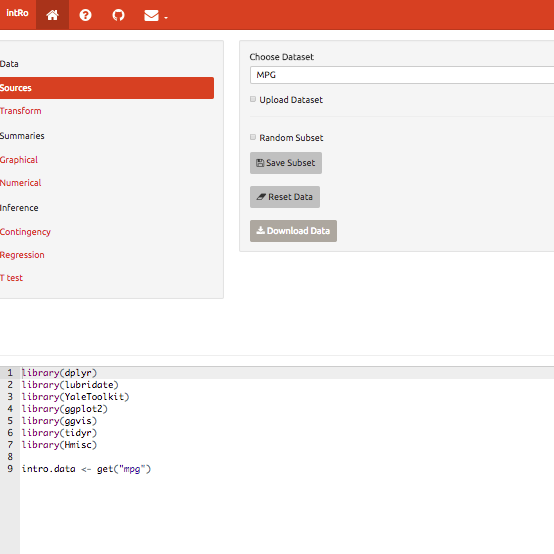 intRo
Data
Sources
Transform
Summaries
Graphical
Numerical
Inference
Contingency
Regression
T test
Choose Dataset
MPG
Upload Dataset
Random Subset
Save Subset
Reset Data
Download Data
1 library(dplyr)
2 library(lubridate)
3 library(YaleToolkit)
4 library(ggplot2)
5 library(ggvis)
6 library(tidyr)
7 library(Hmisc)
8
9 intro.data <- get("mpg")